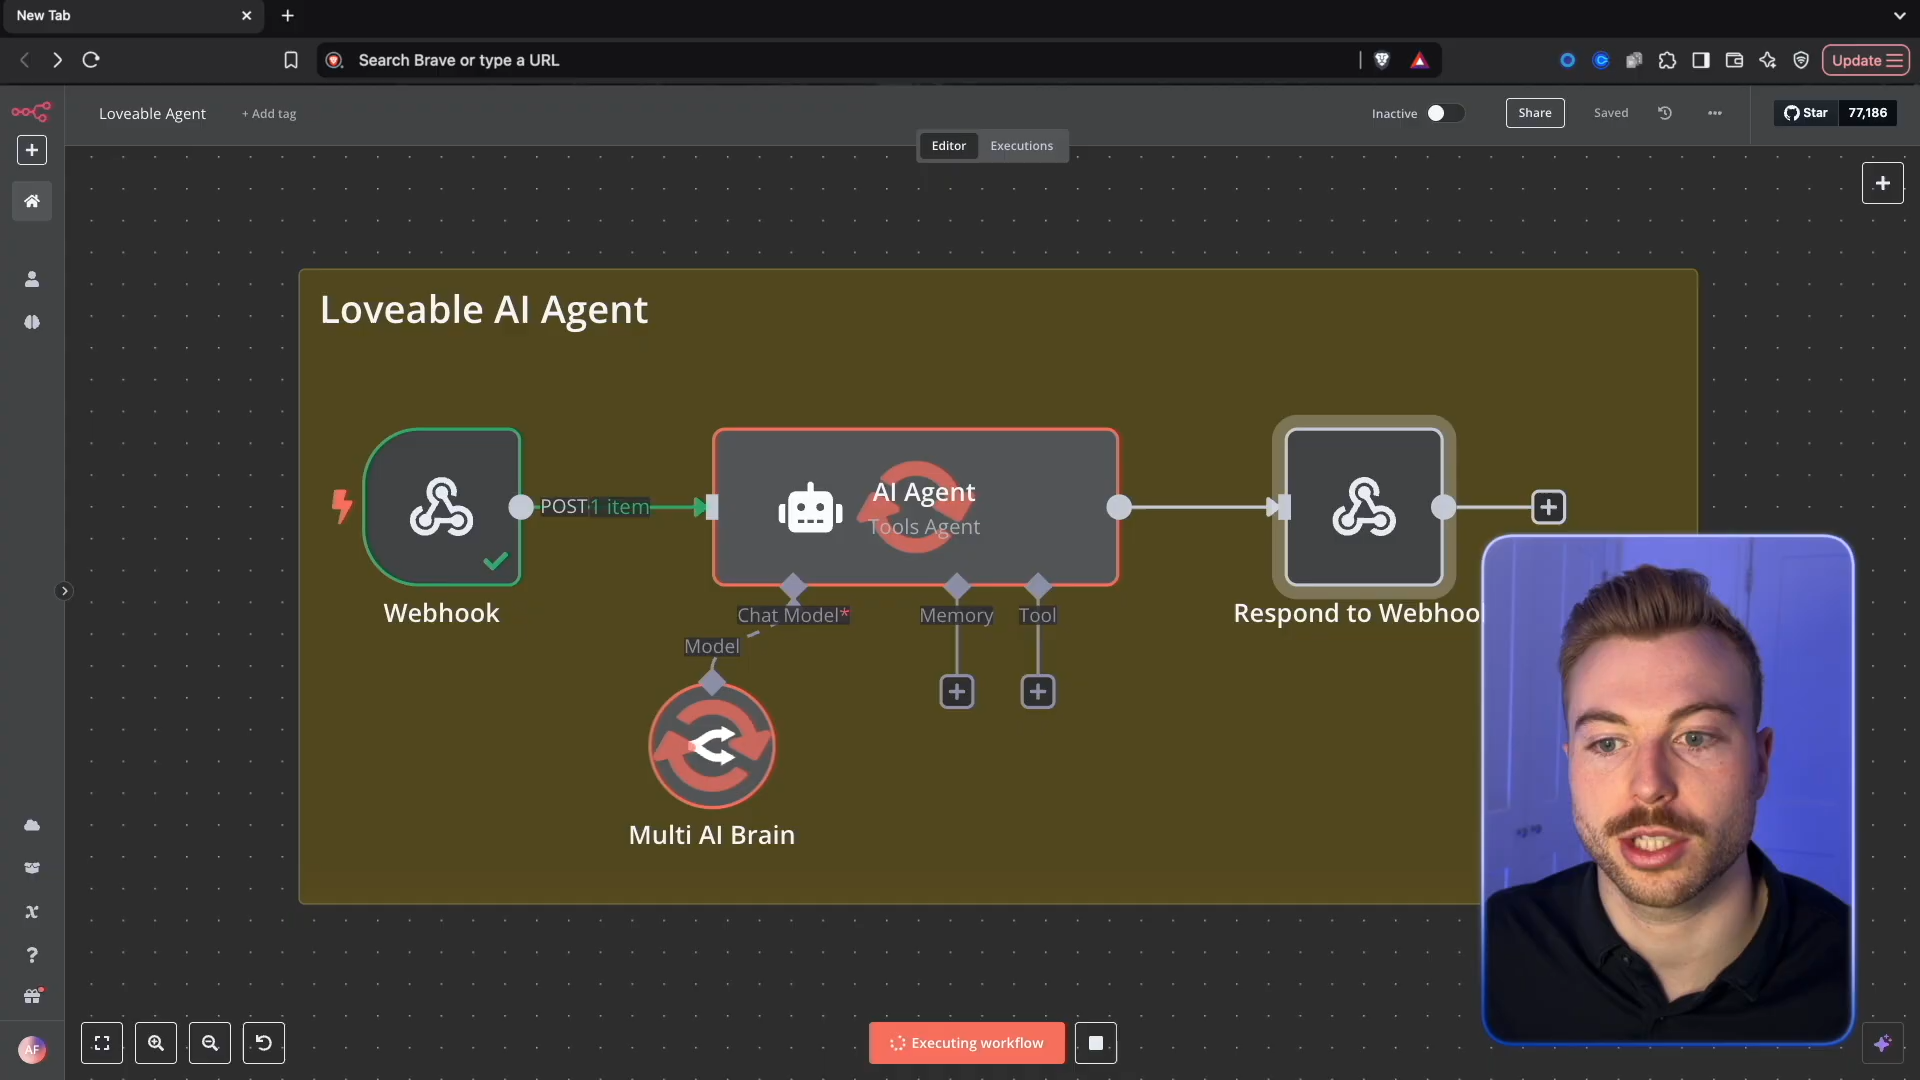 New Tab
Search Brave or type a URL
Update
Loveable Agent
+ Add tag
Inactive
Share
Saved
Star
77,186
Editor
Executions
Loveable AI Agent
POST
1 item
AI Agent
Tools Agent
Webhook
Chat Model*
Memory
Tool
Respond to Webhoo
Model
Multi AI Brain
AF
Executing workflow